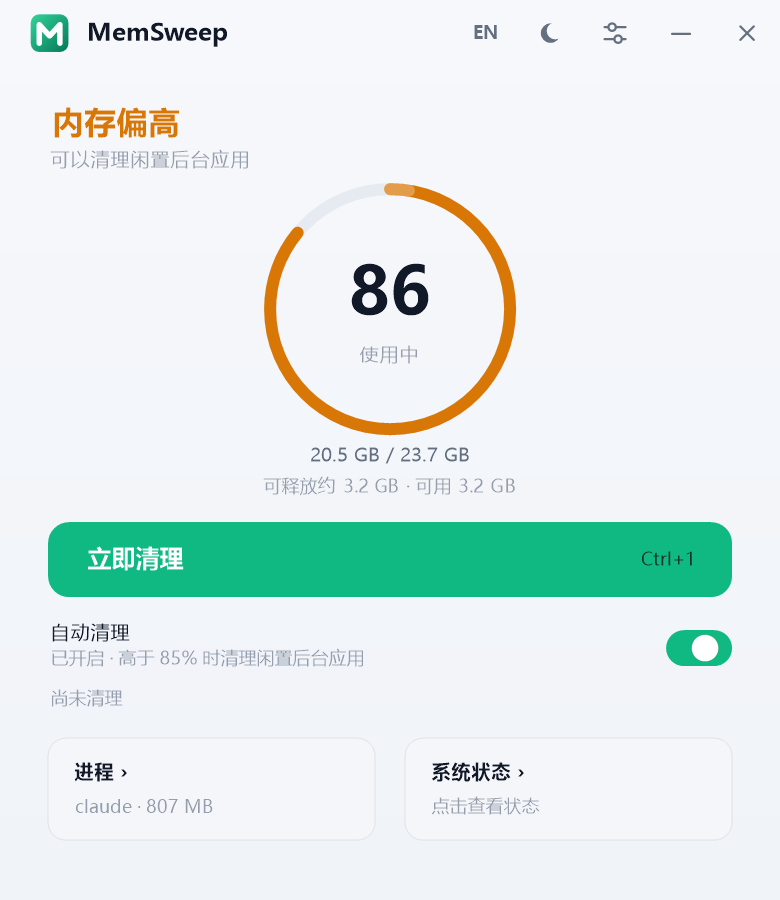 MemSweep EN
内存偏高
可以清理闲置后台应用
86
使用中
20.5 GB / 23.7 GB
可释放约 3.2 GB · 可用 3.2 GB
立即清理 Ctrl+1
自动清理
已开启 · 高于 85% 时清理闲置后台应用
尚未清理
进程 ›
claude · 807 MB
系统状态 ›
点击查看状态